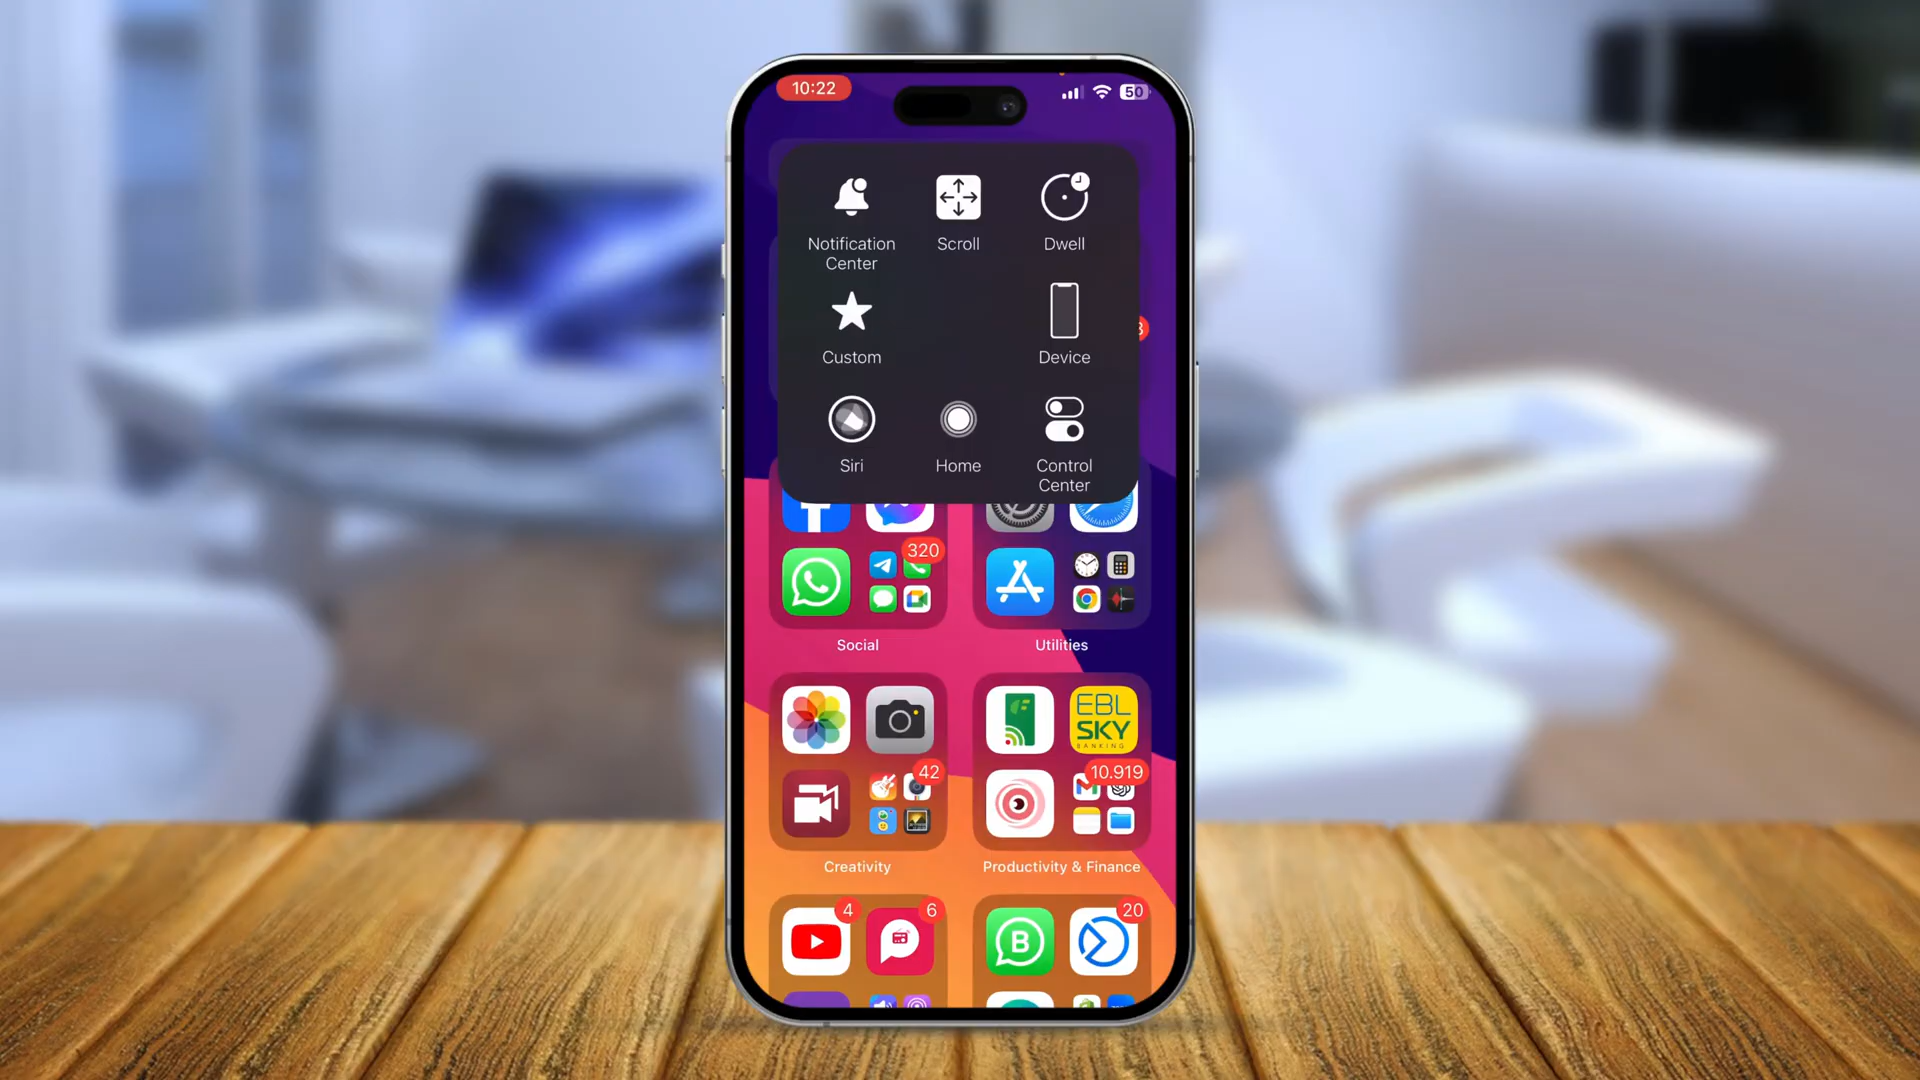 10:22
50
Notification
Center
Scroll
Dwell
Custom
Device
Siri
Home
Control
Center
320
Social
Utilities
EBL
SKY
BANKING
42
10.919
Creativity
Productivity & Finance
4
6
B
20